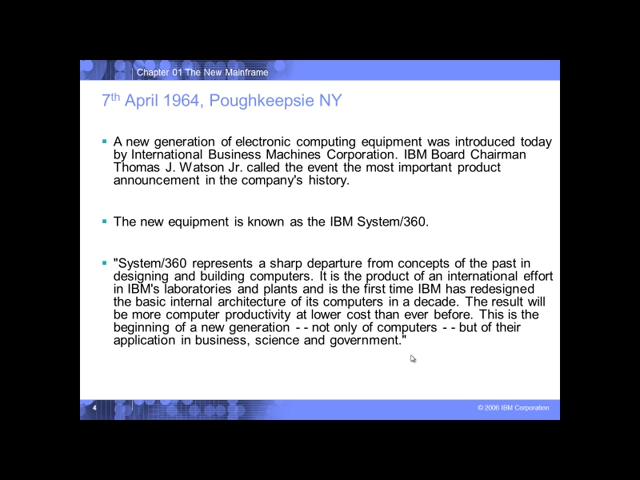 Chapter 01 The New Mainframe
7th April 1964, Poughkeepsie NY
A new generation of electronic computing equipment was introduced today
by International Business Machines Corporation. IBM Board Chairman
Thomas J. Watson Jr. called the event the most important product
announcement in the company's history.
The new equipment is known as the IBM System/360.
"System/360 represents a sharp departure from concepts of the past in
designing and building computers. It is the product of an international effort
in IBM's laboratories and plants and is the first time IBM has redesigned
the basic internal architecture of its computers in a decade. The result will
be more computer productivity at lower cost than ever before. This is the
beginning of a new generation - - not only of computers - - but of their
application in business, science and government."
4
© 2006 IBM Corporation